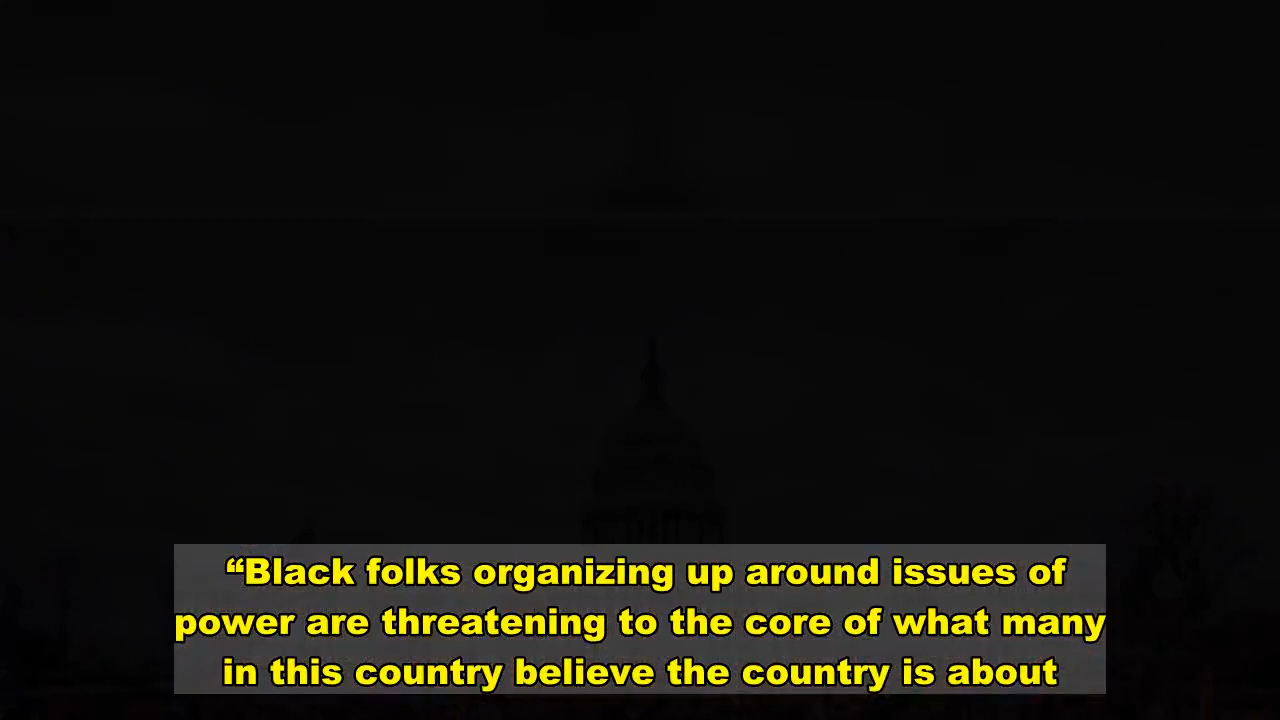 “Black folks organizing up around issues of
power are threatening to the core of what many
in this country believe the country is about